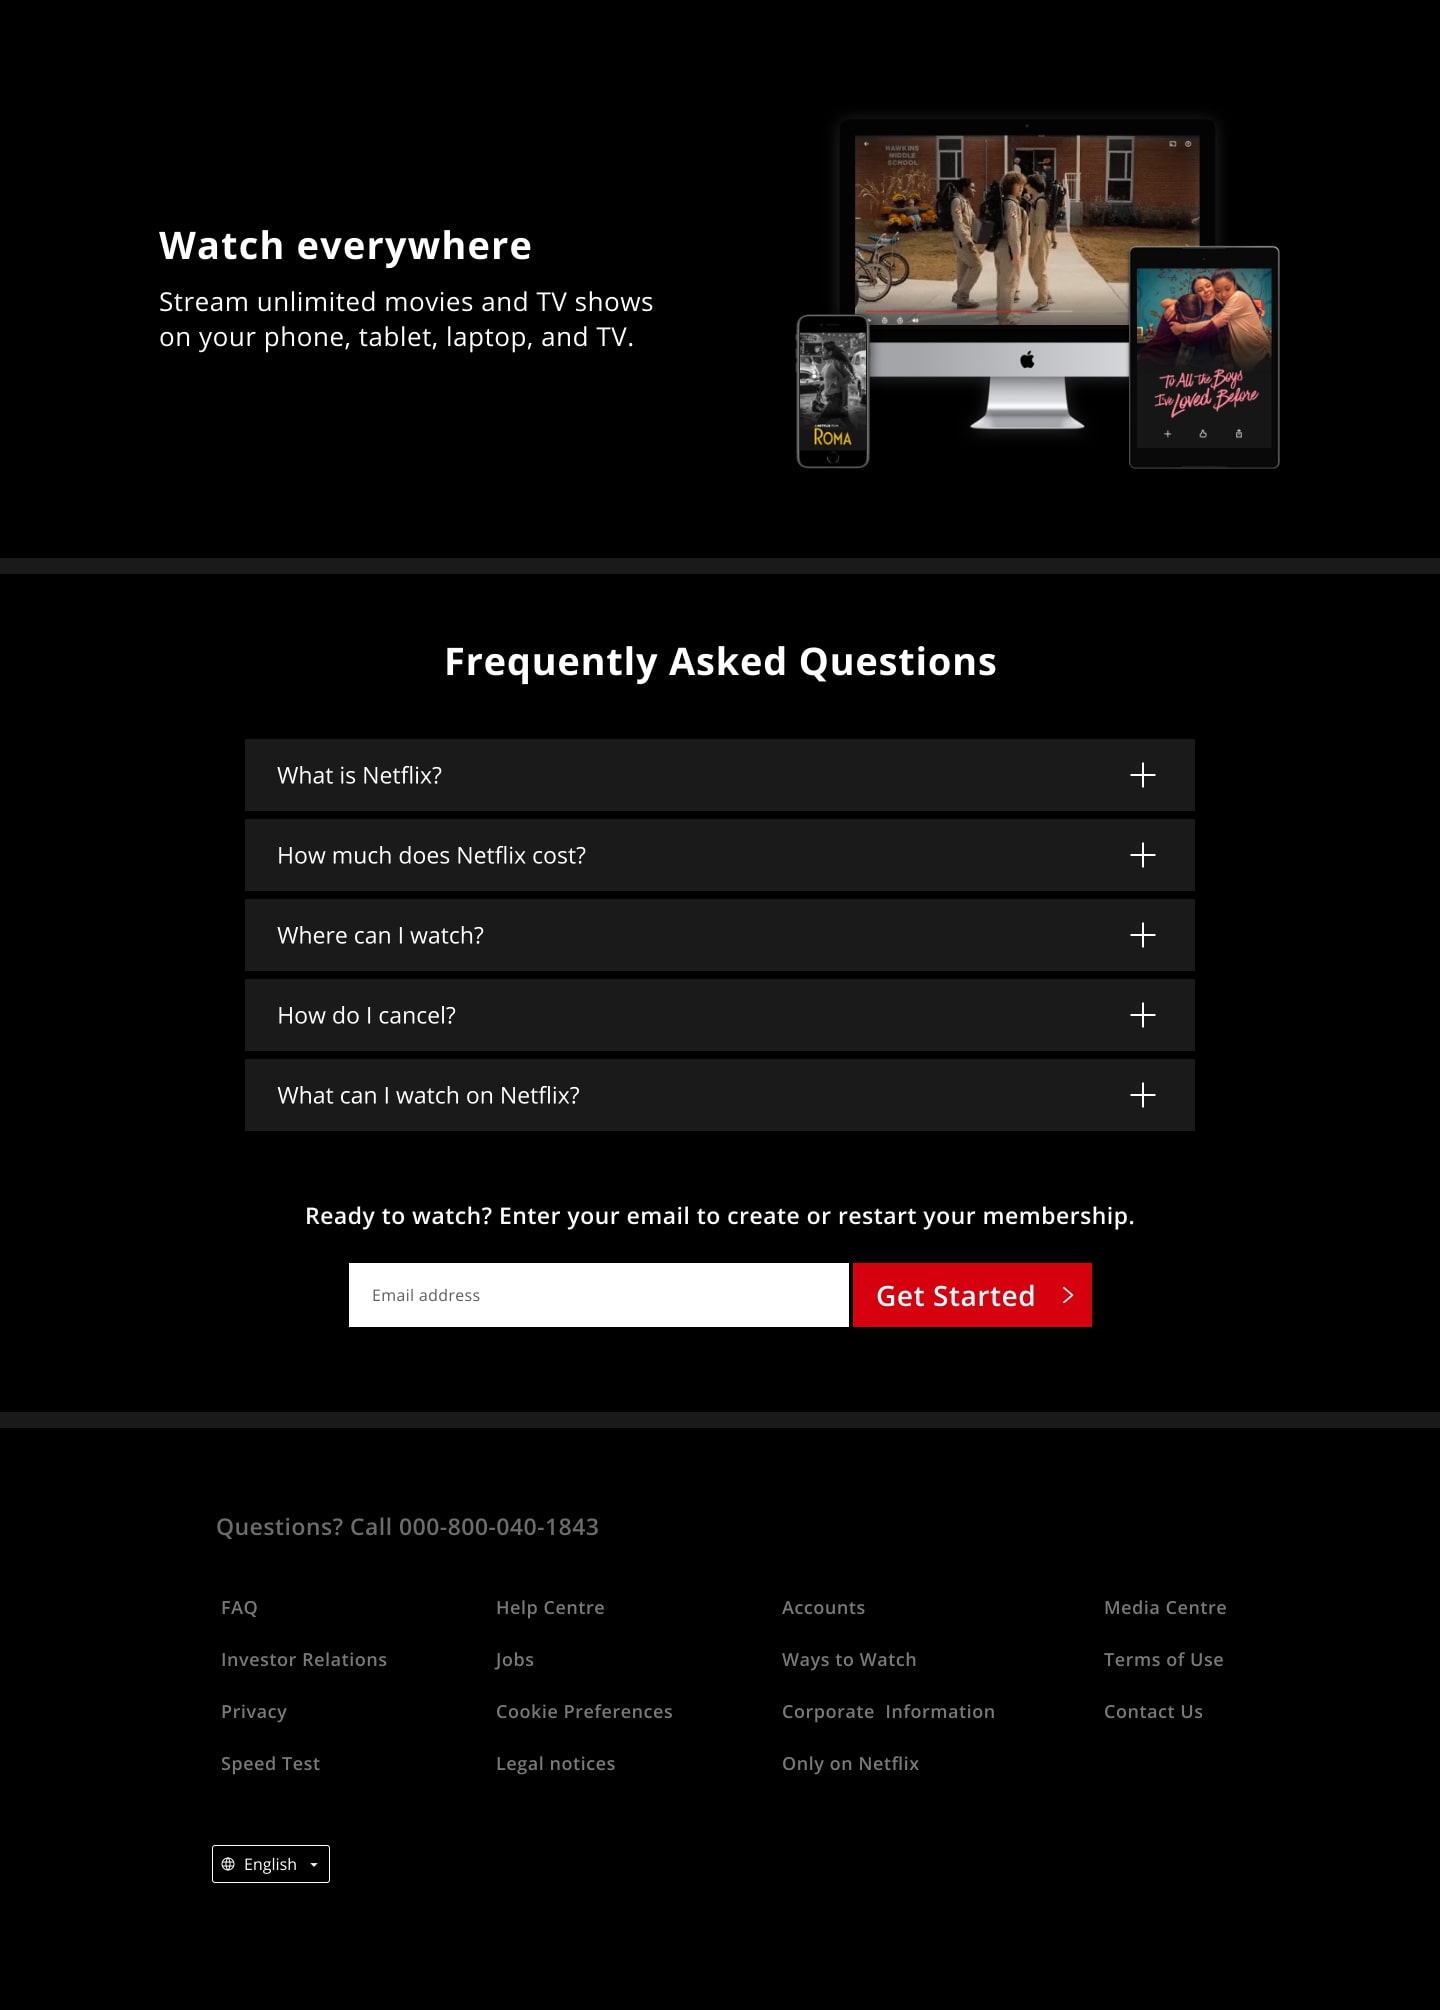 HAWKINS
MIDDLE
SCHOOL
Watch everywhere
Stream unlimited movies and TV shows
on your phone, tablet, laptop, and TV.
To All the Boys
I've Loved Before
A NETFLIX FILM
ROMA
Frequently Asked Questions
What is Netflix?
How much does Netflix cost?
Where can I watch?
How do I cancel?
What can I watch on Netflix?
Ready to watch? Enter your email to create or restart your membership.
Email address
Get Started
Questions? Call 000-800-040-1843
FAQ
Help Centre
Accounts
Media Centre
Investor Relations
Jobs
Ways to Watch
Terms of Use
Privacy
Cookie Preferences
Corporate  Information
Contact Us
Speed Test
Legal notices
Only on Netflix
English